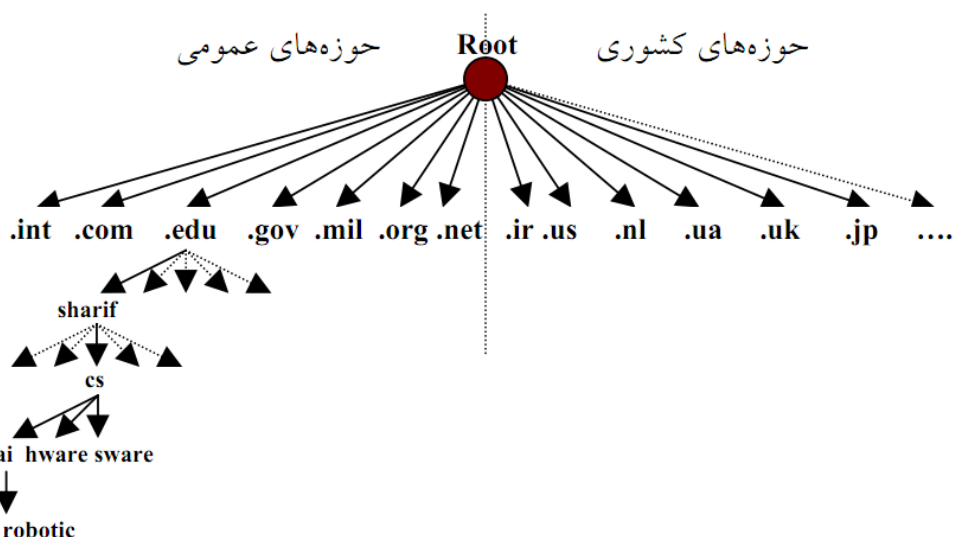 حوزه‌های عمومی Root حوزه‌های کشوری
.int .com .edu .gov .mil .org .net .ir .us .nl .ua .uk .jp ....
sharif
cs
ai hware sware
robotic